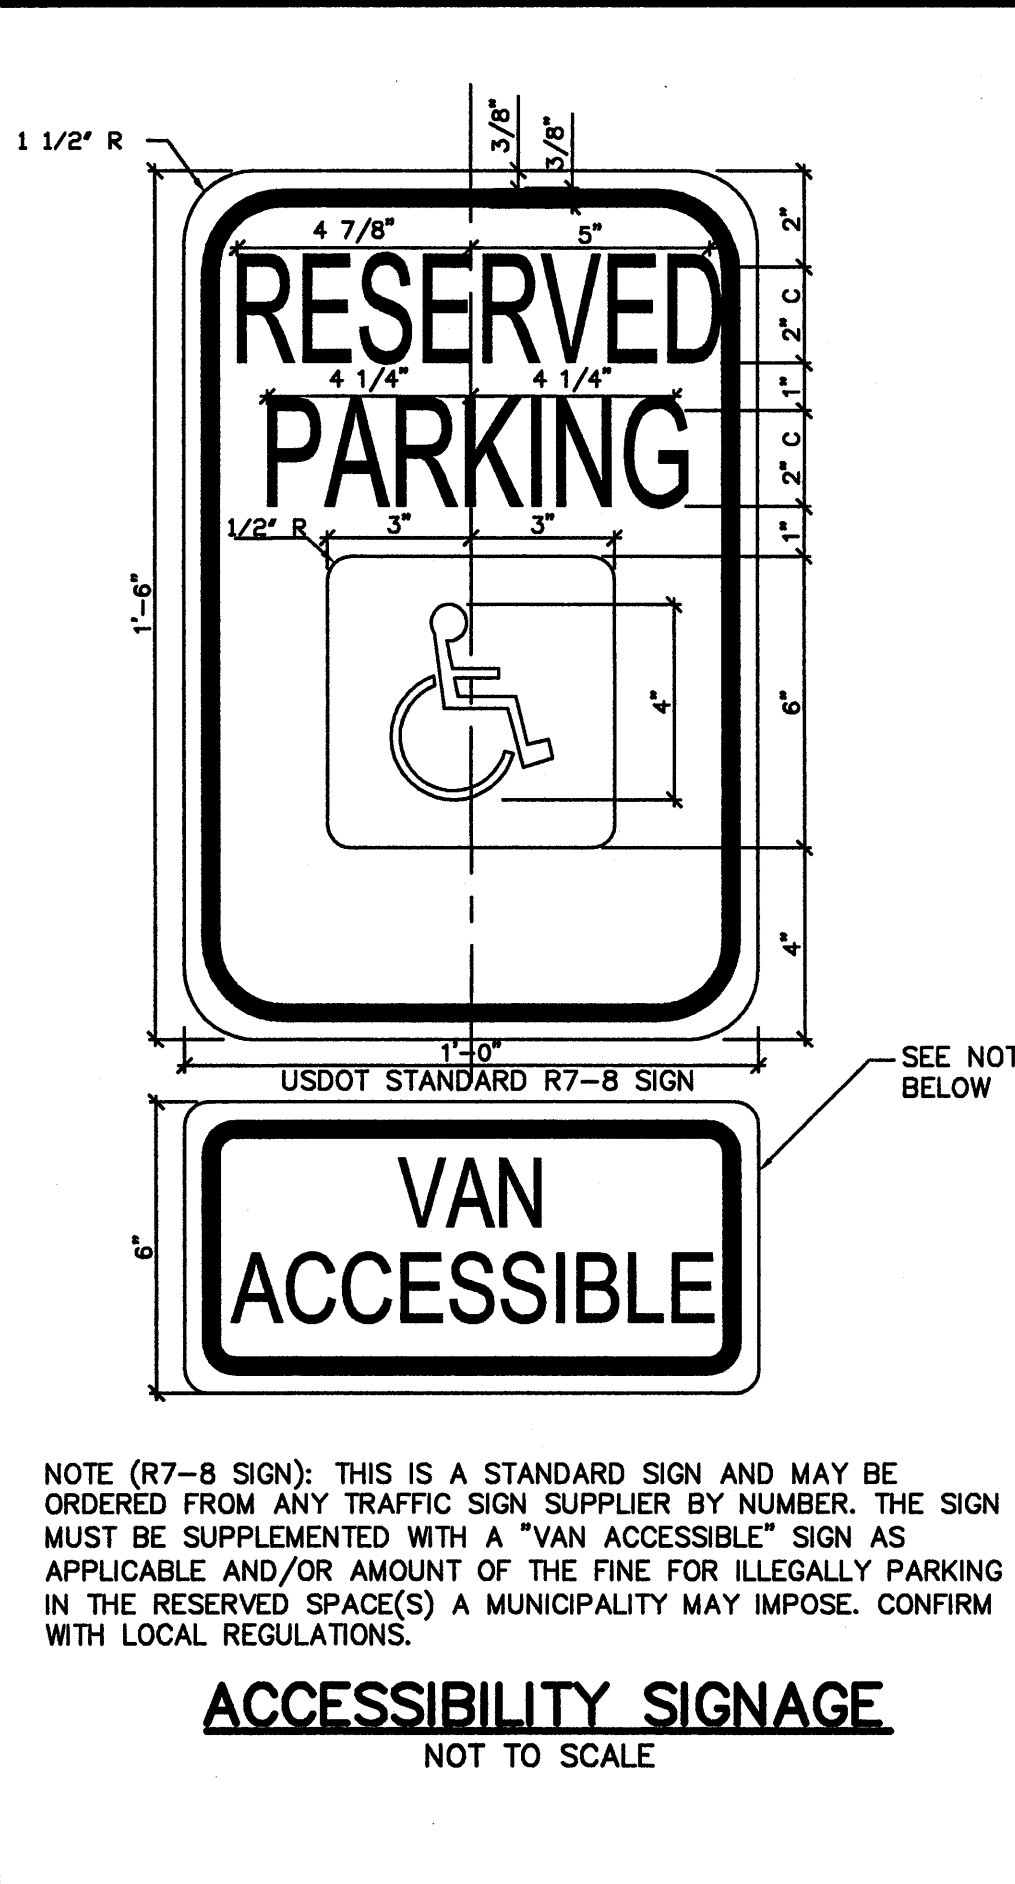 1 1/2" R
3/8"
3/8"
4 7/8"
5"
2"
RESERVED
2" C
4 1/4"
4 1/4"
1"
PARKING
2" C
1/2" R
3"
3"
1"
1'-6"
4"
6"
4"
1'-0"
USDOT STANDARD R7-8 SIGN
SEE NOT
BELOW
VAN
6"
ACCESSIBLE
NOTE (R7-8 SIGN): THIS IS A STANDARD SIGN AND MAY BE
ORDERED FROM ANY TRAFFIC SIGN SUPPLIER BY NUMBER. THE SIGN
MUST BE SUPPLEMENTED WITH A "VAN ACCESSIBLE" SIGN AS
APPLICABLE AND/OR AMOUNT OF THE FINE FOR ILLEGALLY PARKING
IN THE RESERVED SPACE(S) A MUNICIPALITY MAY IMPOSE. CONFIRM
WITH LOCAL REGULATIONS.
ACCESSIBILITY SIGNAGE
NOT TO SCALE